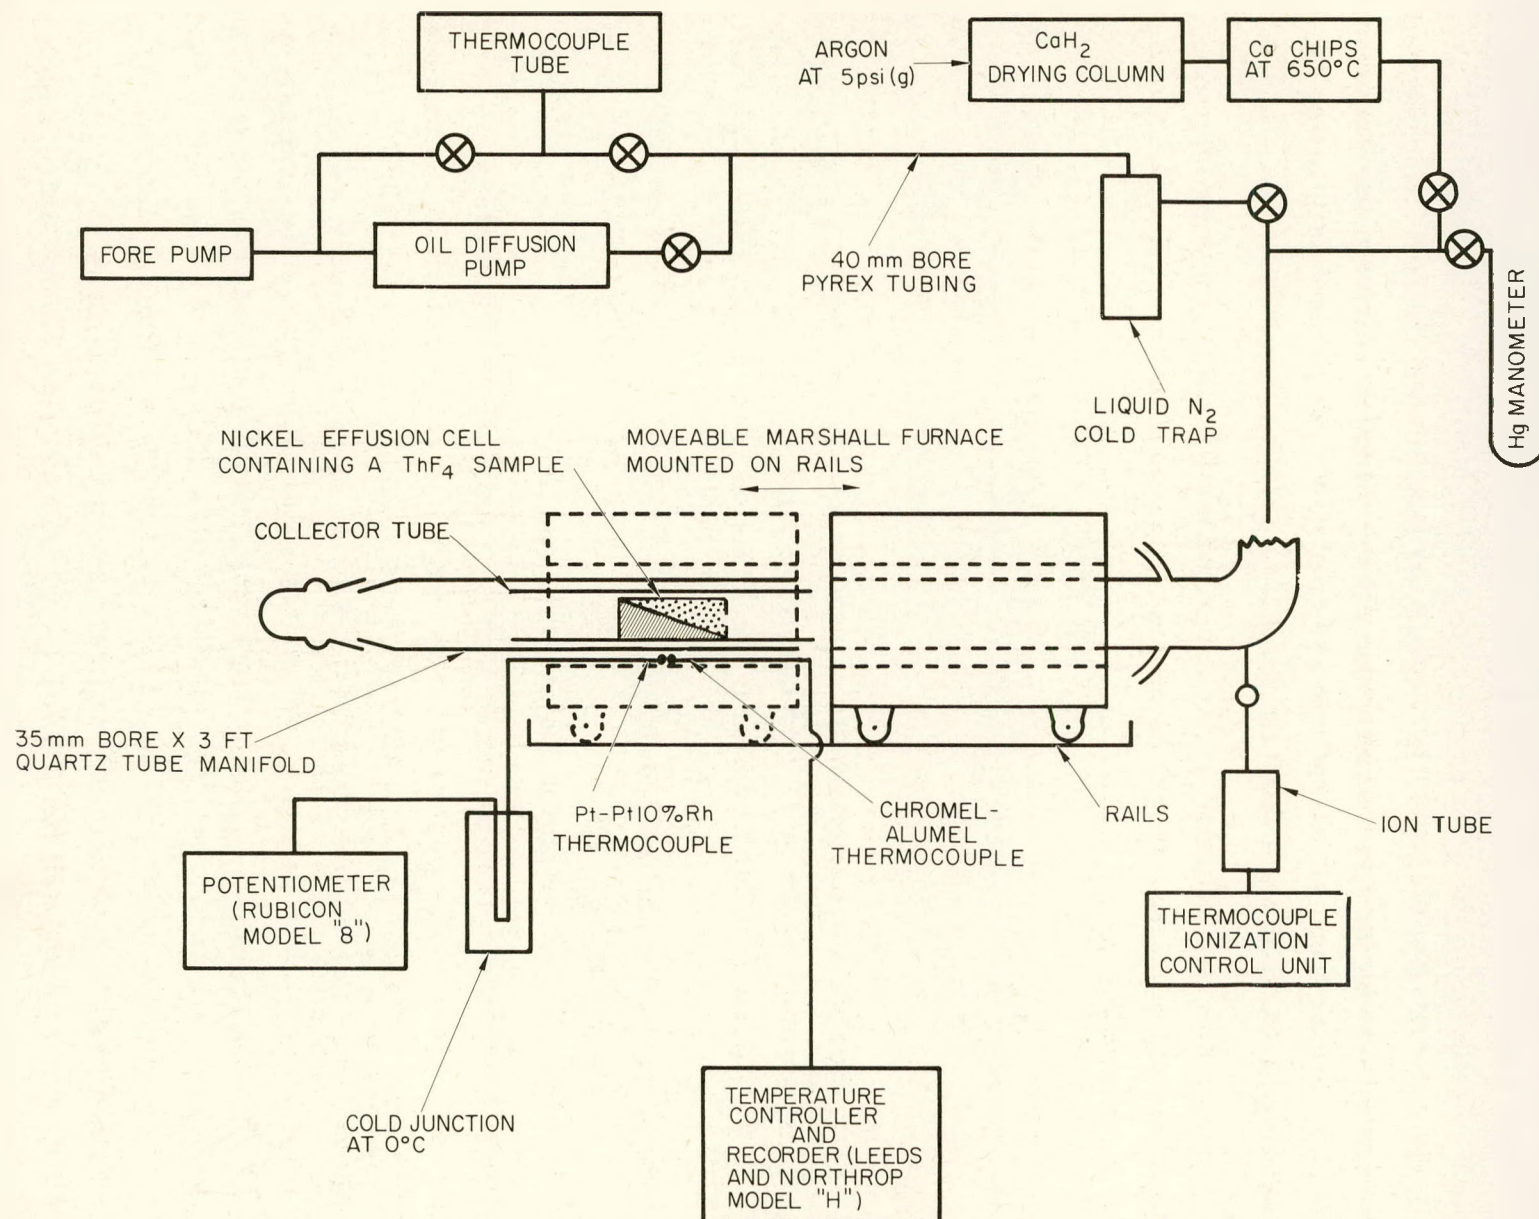 THERMOCOUPLE
TUBE
ARGON
AT 5psi(g)
CaH2
DRYING COLUMN
Ca CHIPS
AT 650°C
FORE PUMP
OIL DIFFUSION
PUMP
40 mm BORE
PYREX TUBING
Hg MANOMETER
LIQUID N2
COLD TRAP
NICKEL EFFUSION CELL
CONTAINING A ThF4 SAMPLE
MOVEABLE MARSHALL FURNACE
MOUNTED ON RAILS
COLLECTOR TUBE
35mm BORE X 3 FT
QUARTZ TUBE MANIFOLD
Pt-Pt10%Rh
THERMOCOUPLE
CHROMEL-
ALUMEL
THERMOCOUPLE
RAILS
ION TUBE
POTENTIOMETER
(RUBICON
MODEL "8")
THERMOCOUPLE
IONIZATION
CONTROL UNIT
COLD JUNCTION
AT 0°C
TEMPERATURE
CONTROLLER
AND
RECORDER (LEEDS
AND NORTHROP
MODEL "H")